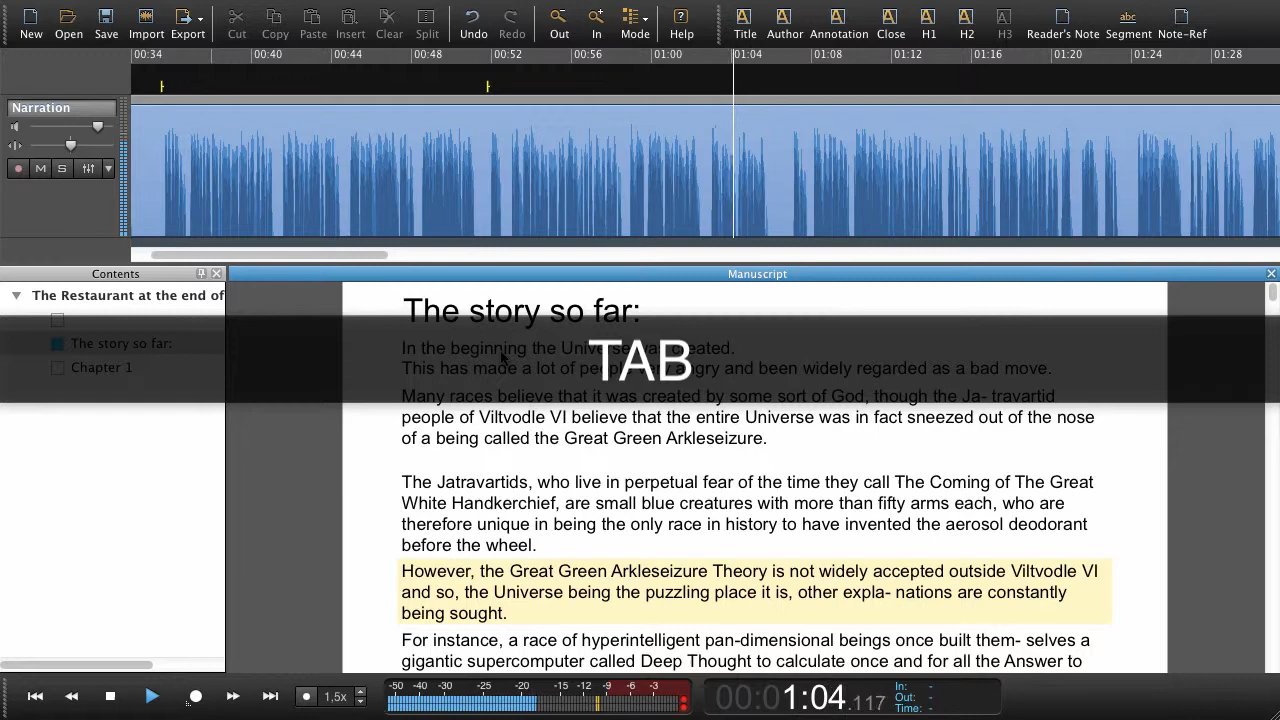 New Open Save Import Export Cut Copy Paste Insert Clear Split Undo Redo Out In Mode Help Title Author Annotation Close H1 H2 H3 Reader's Note Segment Note-Ref
00:34 00:40 00:44 00:48 00:52 01:00 01:04 01:08 01:12 01:16 01:20 01:24 01:28
Narration
M S
Contents
Manuscript
The Restaurant at the end of
The story so far:
Chapter 1
The story so far:
In the beginning the Universe was created.
This has made a lot of people very angry and been widely regarded as a bad move.
TAB
Many races believe that it was created by some sort of God, though the Ja- travartid
people of Viltvodle VI believe that the entire Universe was in fact sneezed out of the nose
of a being called the Great Green Arkleseizure.
The Jatravartids, who live in perpetual fear of the time they call The Coming of The Great
White Handkerchief, are small blue creatures with more than fifty arms each, who are
therefore unique in being the only race in history to have invented the aerosol deodorant
before the wheel.
However, the Great Green Arkleseizure Theory is not widely accepted outside Viltvodle VI
and so, the Universe being the puzzling place it is, other expla- nations are constantly
being sought.
For instance, a race of hyperintelligent pan-dimensional beings once built them- selves a
gigantic supercomputer called Deep Thought to calculate once and for all the Answer to
1,5x
-50 -40 -30 -25 -20 -15 -12 -9 -6 -3
00:01:04.117
In: -
Out: -
Time: -